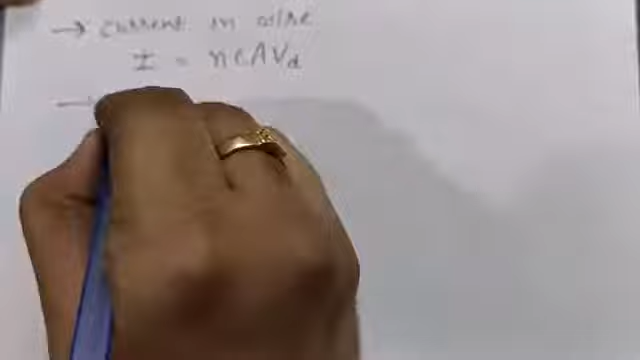 → current in wire
I = neAVd
→